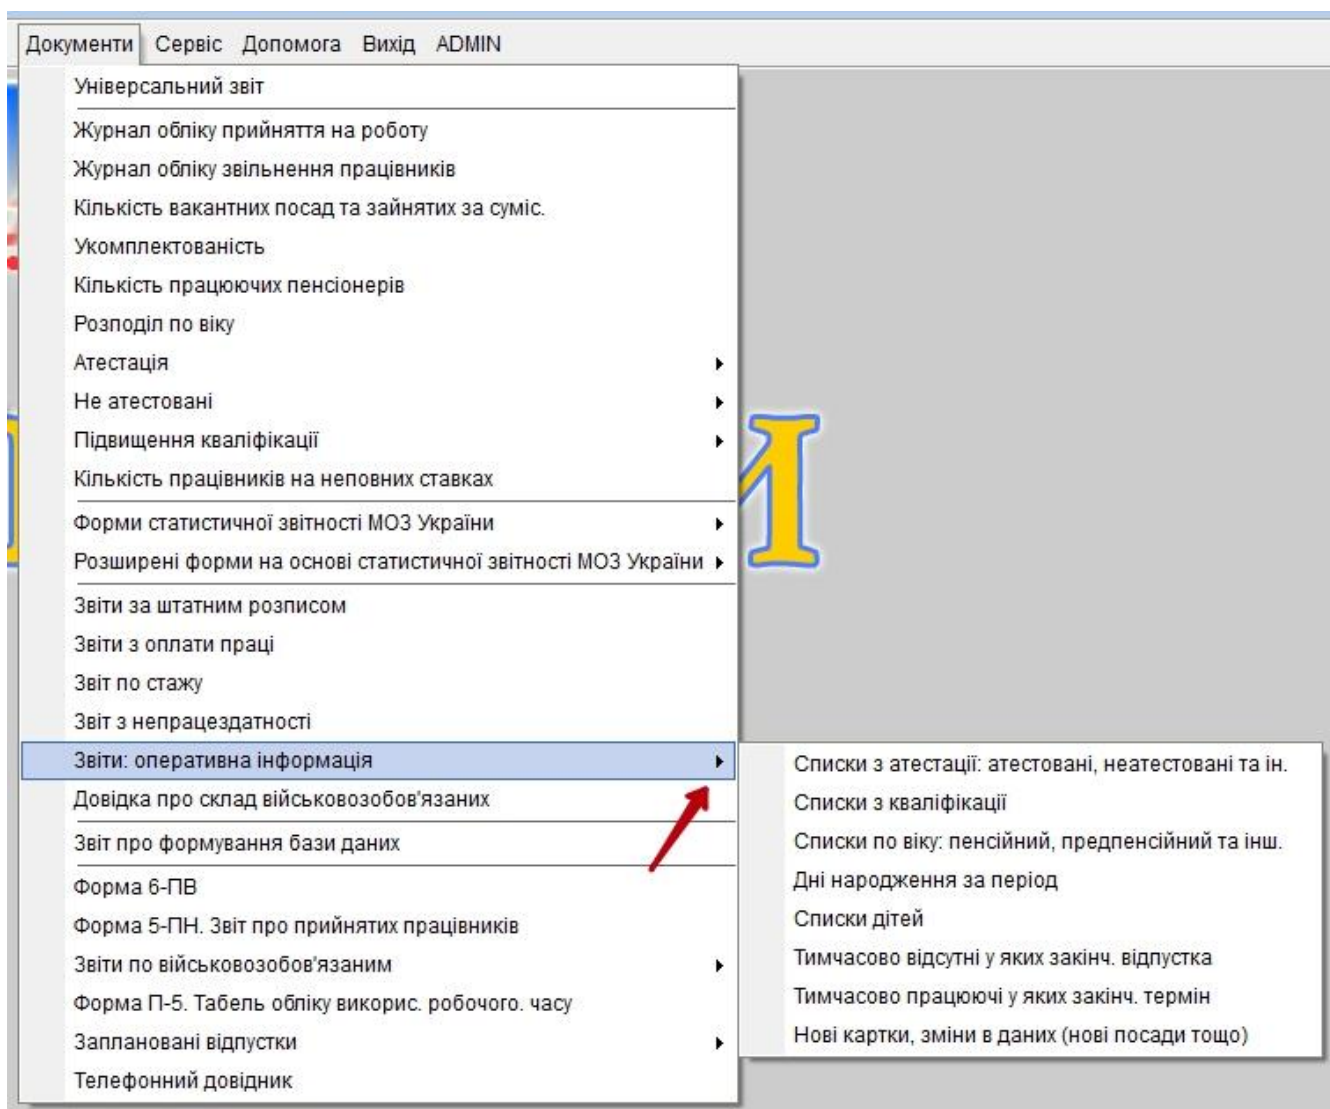 Документи Сервіс Допомога Вихід ADMIN
Універсальний звіт
Журнал обліку прийняття на роботу
Журнал обліку звільнення працівників
Кількість вакантних посад та зайнятих за суміс.
Укомплектованість
Кількість працюючих пенсіонерів
Розподіл по віку
Атестація
Не атестовані
Підвищення кваліфікації
Кількість працівників на неповних ставках
Форми статистичної звітності МОЗ України
Розширені форми на основі статистичної звітності МОЗ України
Звіти за штатним розписом
Звіти з оплати праці
Звіт по стажу
Звіт з непрацездатності
Звіти: оперативна інформація
Довідка про склад військовозобов'язаних
Звіт про формування бази даних
Форма 6-ПВ
Форма 5-ПН. Звіт про прийнятих працівників
Звіти по військовозобов'язаним
Форма П-5. Табель обліку викорис. робочого. часу
Заплановані відпустки
Телефонний довідник
Списки з атестації: атестовані, неатестовані та ін.
Списки з кваліфікації
Списки по віку: пенсійний, предпенсійний та інш.
Дні народження за період
Списки дітей
Тимчасово відсутні у яких закінч. відпустка
Тимчасово працюючі у яких закінч. термін
Нові картки, зміни в даних (нові посади тощо)
И